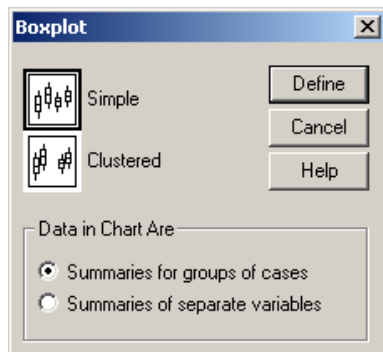 Boxplot
Simple
Clustered
Define
Cancel
Help
Data in Chart Are
Summaries for groups of cases
Summaries of separate variables